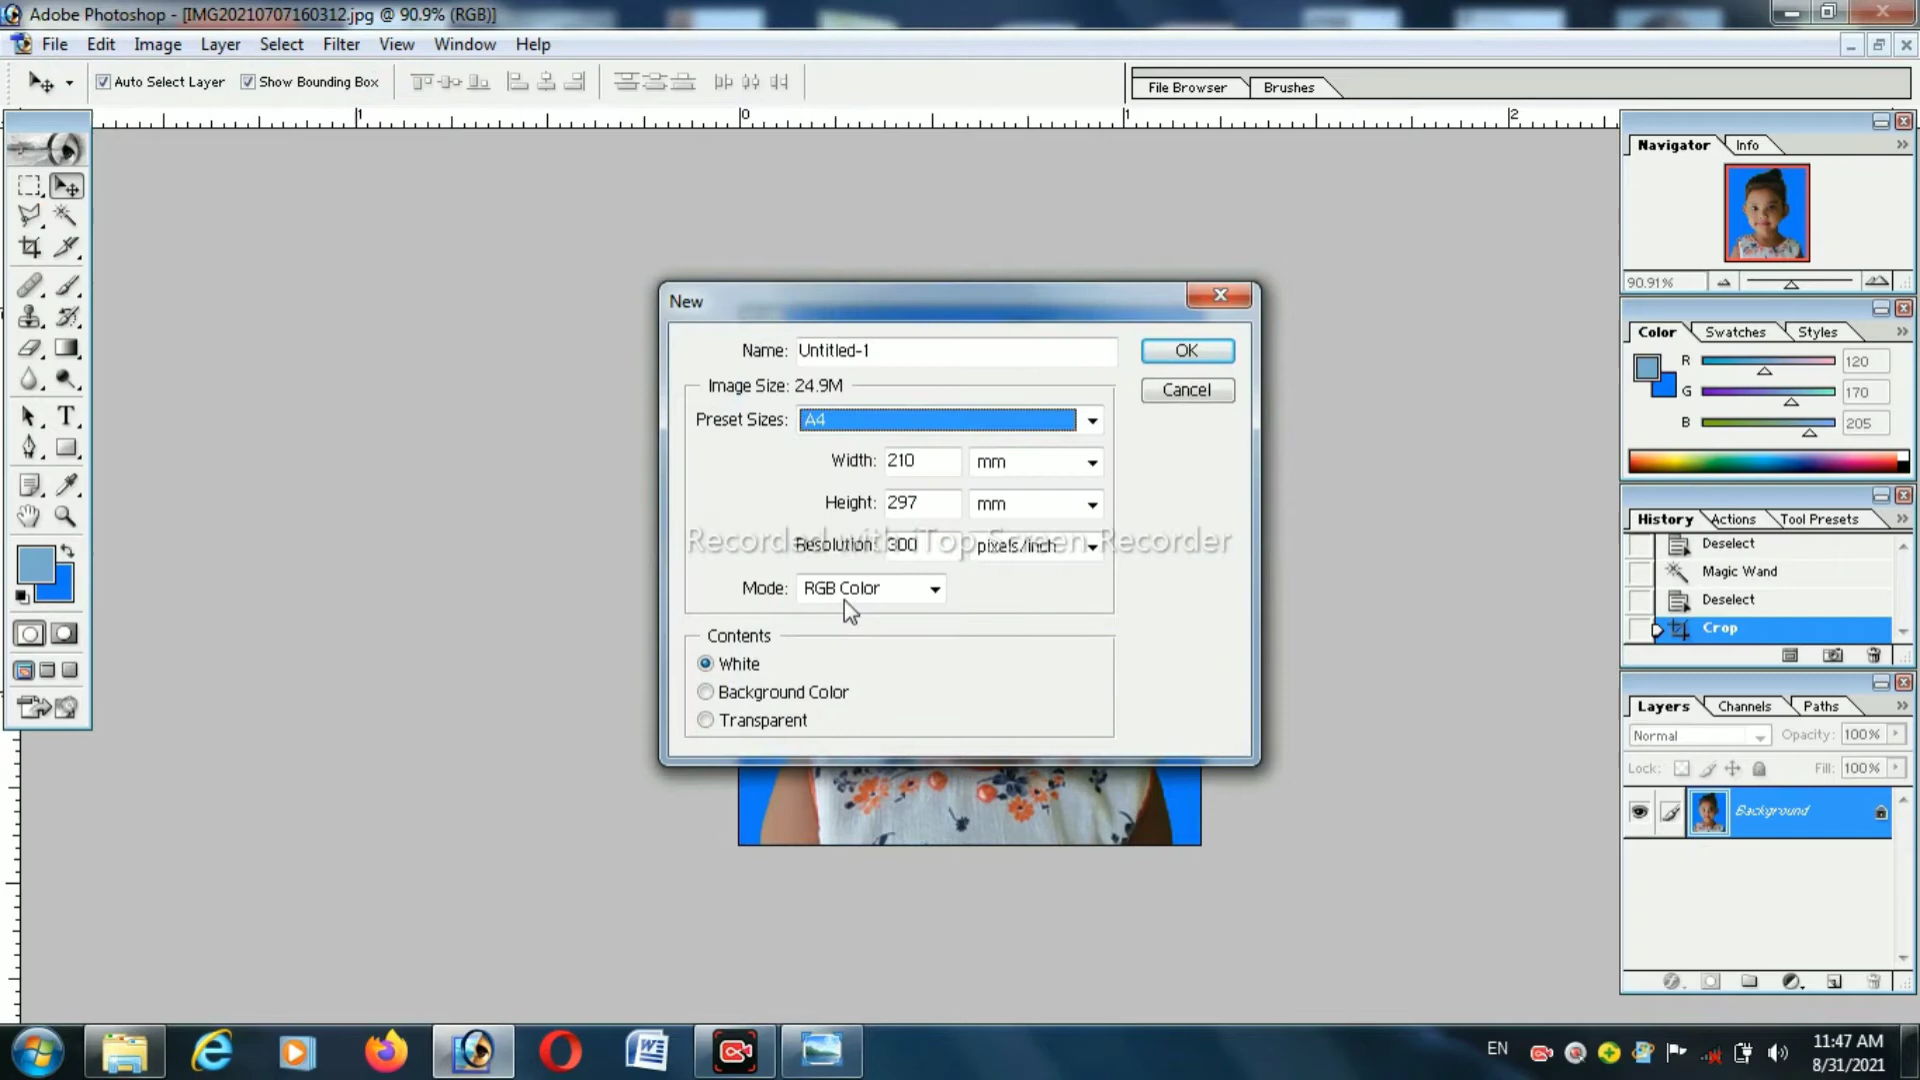 Adobe Photoshop - [IMG20210707160312.jpg @ 90.9% (RGB)]
File Edit Image Layer Select Filter View Window Help
Auto Select Layer Show Bounding Box File Browser Brushes
1 0 1 2
Navigator Info
90.91%
Color Swatches Styles
R 120
G 170
B 205
History Actions Tool Presets
Deselect
Magic Wand
Deselect
Crop
Layers Channels Paths
Normal Opacity: 100%
Lock: Fill: 100%
Background
New
Name: Untitled-1 OK
Image Size: 24.9M Cancel
Preset Sizes: A4
Width: 210 mm
Height: 297 mm
Recorded with iTop Screen Recorder
Resolution: 300 pixels/inch
Mode: RGB Color
Contents
White
Background Color
Transparent
EN 11:47 AM
8/31/2021